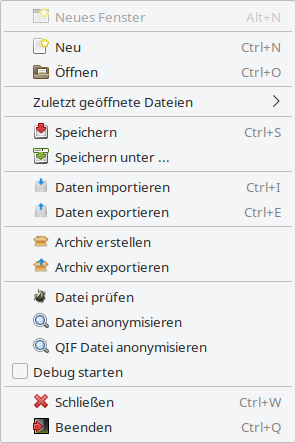 Neues Fenster Alt+N
Neu Ctrl+N
Öffnen Ctrl+O
Zuletzt geöffnete Dateien
Speichern Ctrl+S
Speichern unter ...
Daten importieren Ctrl+I
Daten exportieren Ctrl+E
Archiv erstellen
Archiv exportieren
Datei prüfen
Datei anonymisieren
QIF Datei anonymisieren
Debug starten
Schließen Ctrl+W
Beenden Ctrl+Q